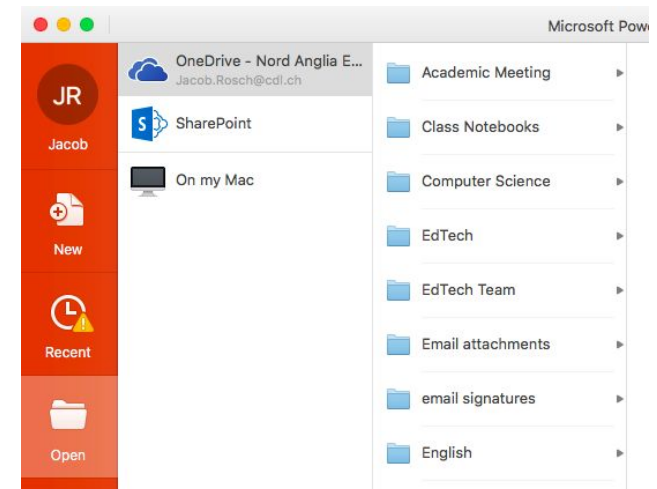 Microsoft Pow
JR
Jacob
New
Recent
Open
OneDrive - Nord Anglia E...
Jacob.Rosch@cdl.ch
S
SharePoint
On my Mac
Academic Meeting
Class Notebooks
Computer Science
EdTech
EdTech Team
Email attachments
email signatures
English